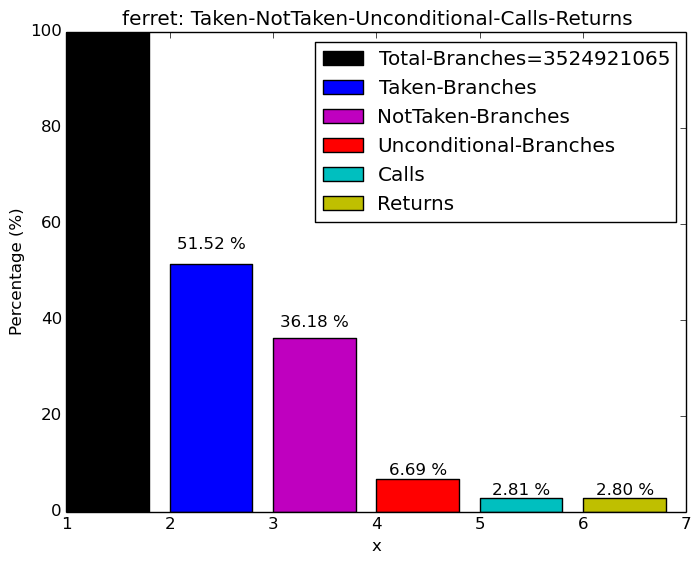 ferret: Taken-NotTaken-Unconditional-Calls-Returns
Total-Branches=3524921065
Taken-Branches
NotTaken-Branches
Unconditional-Branches
Calls
Returns
Percentage (%)
100
80
60
40
20
0
51.52 %
36.18 %
6.69 %
2.81 %
2.80 %
1
2
3
4
5
6
7
x